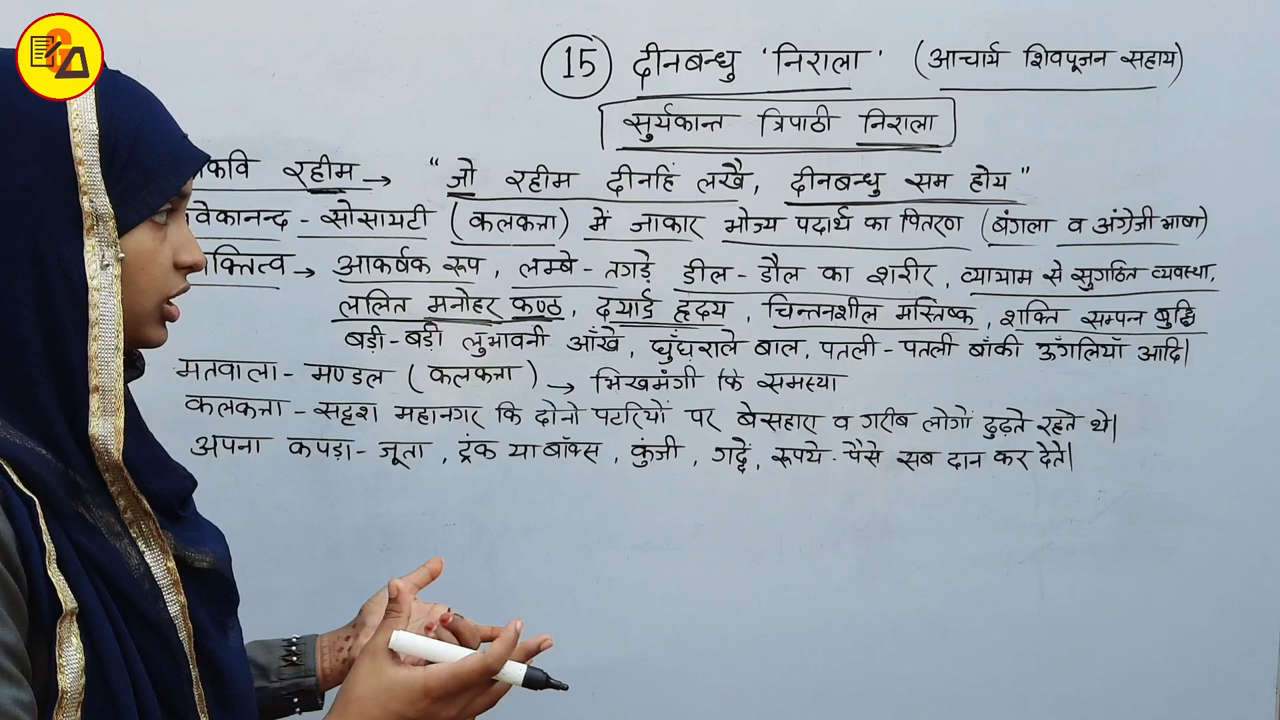 15 दीनबन्धु 'निराला' (आचार्य शिवपूजन सहाय)
सुर्यकान्त त्रिपाठी निराला
कवि रहीम → "जो रहीम दीनहिं लखै, दीनबन्धु सम होय"
वेकानन्द - सोसायटी (कलकत्ता) में जाकार भोज्य पदार्थ का वितरण (बंगला व अंग्रेजी भाषा)
क्तित्व → आकर्षक रूप, लम्बे - तगड़े डील - डौल का शरीर, व्यायाम से सुगठित व्यवस्था,
ललित मनोहर कण्ठ, दयार्द्र हृदय, चिन्तनशील मस्तिष्क, शक्ति सम्पन बुद्धि
बड़ी - बड़ी लुभावनी आँखे, घुँघराले बाल, पतली - पतली बाँकी ऊँगलियाँ आदि।
मतवाला - मण्डल (कलकत्ता) → भिखमंगी कि समस्या
कलकत्ता - सदृश महानगर कि दोनो पटरियों पर बेसहारा व गरीब लोगों ढुढ़ते रहते थे।
अपना कपड़ा - जूता, ट्रंक या बॉक्स, कुंजी, गद्दे, रूपये - पैसे सब दान कर देते।